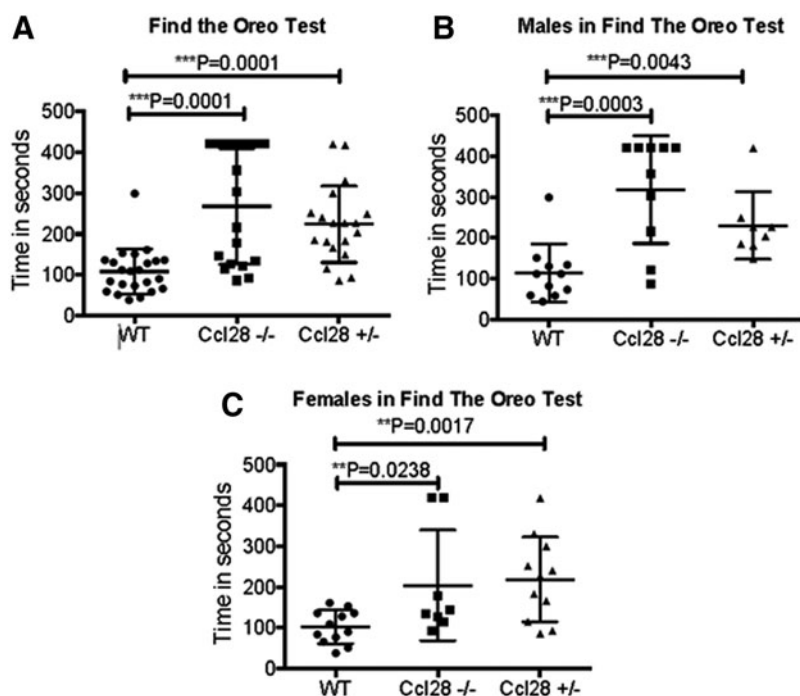 A
Find the Oreo Test
***P=0.0001
***P=0.0001
Time in seconds
500
400
300
200
100
0
WT
Ccl28 -/-
Ccl28 +/-
B
Males in Find The Oreo Test
***P=0.0043
***P=0.0003
Time in seconds
500
400
300
200
100
0
WT
Ccl28 -/-
Ccl28 +/-
C
Females in Find The Oreo Test
**P=0.0017
**P=0.0238
Time in seconds
500
400
300
200
100
0
WT
Ccl28 -/-
Ccl28 +/-